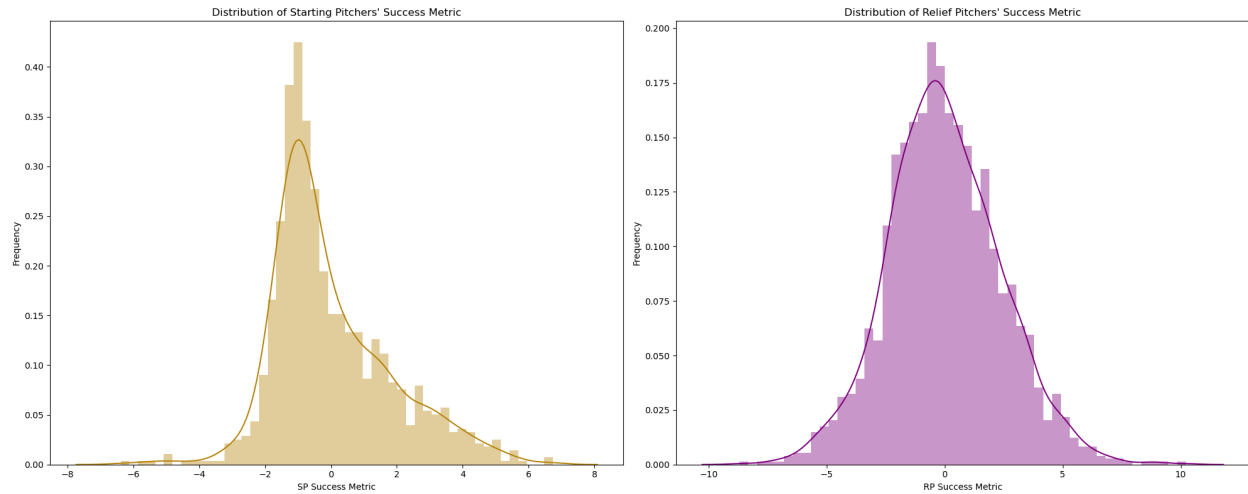 Distribution of Starting Pitchers' Success Metric
Frequency
0.40
0.35
0.30
0.25
0.20
0.15
0.10
0.05
0.00
−8 −6 −4 −2 0 2 4 6 8
SP Success Metric
Distribution of Relief Pitchers' Success Metric
Frequency
0.200
0.175
0.150
0.125
0.100
0.075
0.050
0.025
0.000
−10 −5 0 5 10
RP Success Metric